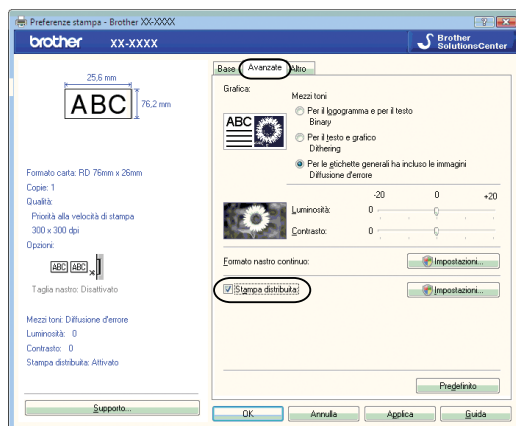 Preferenze stampa - Brother XX-XXXX
brother XX-XXXX
Brother
SolutionsCenter
25,6 mm
ABC
76,2 mm
Formato carta: RD 76mm x 26mm
Copie: 1
Qualità:
Priorità alla velocità di stampa
300 x 300 dpi
Opzioni:
ABC ABC x
Taglia nastro: Disattivato
Mezzi toni: Diffusione d'errore
Luminosità: 0
Contrasto: 0
Stampa distribuita: Attivato
Supporto...
Base Avanzate Altro
Grafica:
ABC
Mezzi toni
Per il logogramma e per il testo
Binary
Per il testo e grafico
Dithering
Per le etichette generali ha incluso le immagini
Diffusione d'errore
-20 0 +20
Luminosità: 0
Contrasto: 0
Formato nastro continuo: Impostazioni...
Stampa distribuita: Impostazioni...
Predefinito
OK Annulla Applica Guida